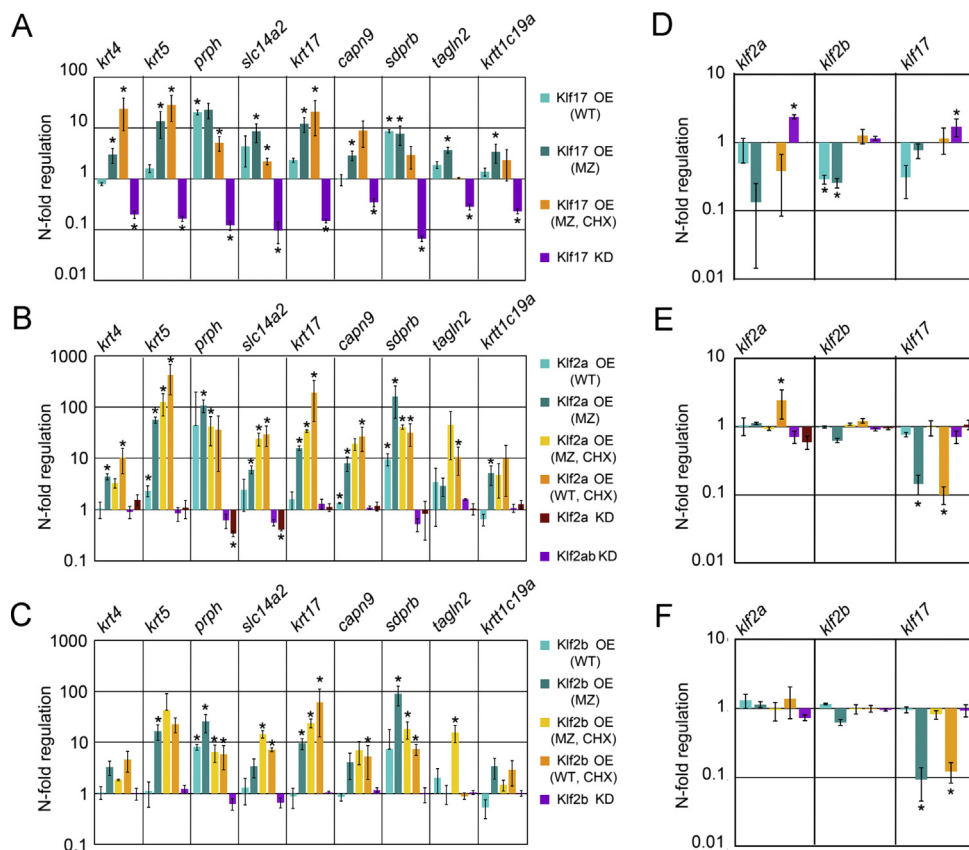 A
krt4 krt5 prph slc14a2 krt17 capn9 sdprb tagln2 krtt1c19a
N-fold regulation
100
10
1
0.1
0.01
* * * * * * * * * * * * * * * * * * * * * * *
Klf17 OE
(WT)
Klf17 OE
(MZ)
Klf17 OE
(MZ, CHX)
Klf17 KD
B
krt4 krt5 prph slc14a2 krt17 capn9 sdprb tagln2 krtt1c19a
N-fold regulation
1000
100
10
1
0.1
Klf2a OE
(WT)
Klf2a OE
(MZ)
Klf2a OE
(MZ, CHX)
Klf2a OE
(WT, CHX)
Klf2a KD
Klf2ab KD
C
krt4 krt5 prph slc14a2 krt17 capn9 sdprb tagln2 krtt1c19a
N-fold regulation
1000
100
10
1
0.1
Klf2b OE
(WT)
Klf2b OE
(MZ)
Klf2b OE
(MZ, CHX)
Klf2b OE
(WT, CHX)
Klf2b KD
D
klf2a klf2b klf17
N-fold regulation
10
1
0.1
0.01
* * * *
E
klf2a klf2b klf17
N-fold regulation
10
1
0.1
0.01
* * *
F
klf2a klf2b klf17
N-fold regulation
10
1
0.1
0.01
* *